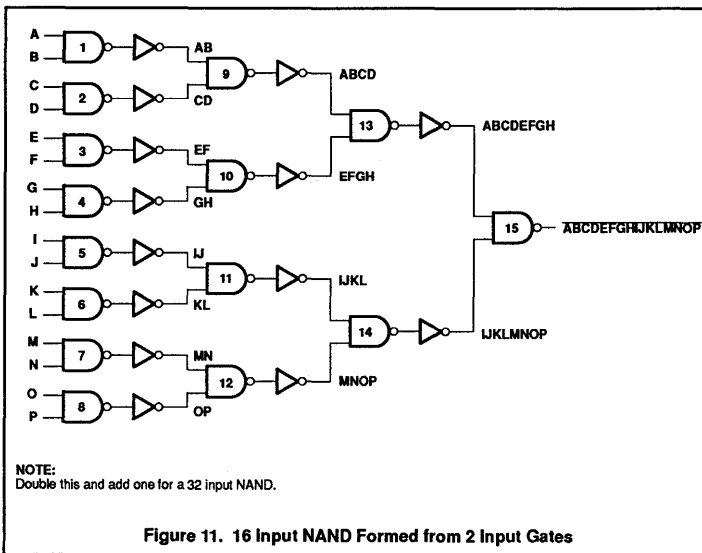 A
B
1
AB
C
D
2
CD
9
ABCD
E
F
3
EF
G
H
4
GH
10
EFGH
13
ABCDEFGH
I
J
5
IJ
K
L
6
KL
11
IJKL
M
N
7
MN
O
P
8
OP
12
MNOP
14
IJKLMNOP
15
ABCDEFGHIJKLMNOP
NOTE:
Double this and add one for a 32 input NAND.
Figure 11. 16 Input NAND Formed from 2 Input Gates